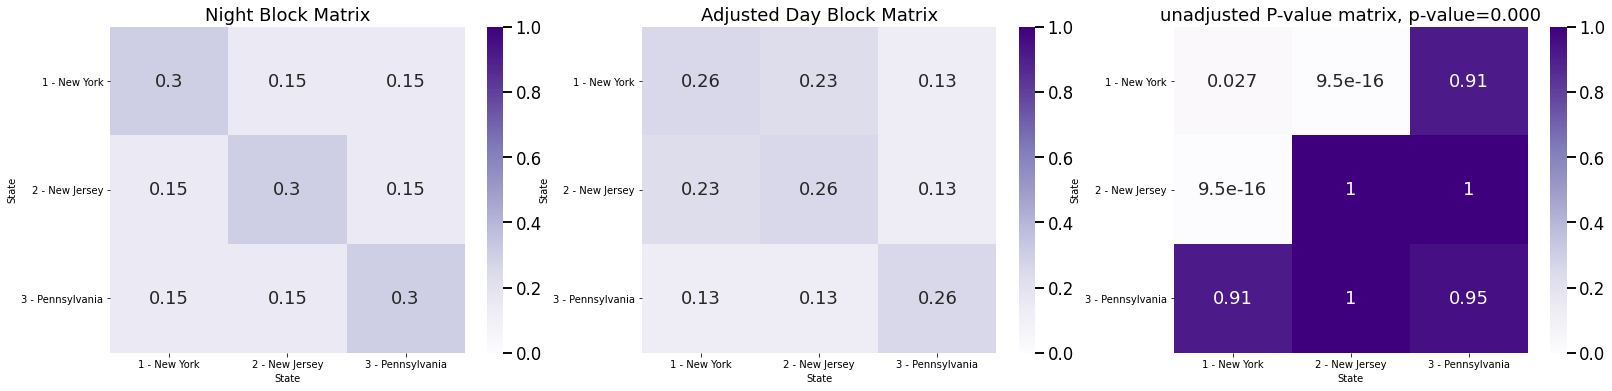 Night Block Matrix
State
1 - New York
2 - New Jersey
3 - Pennsylvania
0.3 0.15 0.15
0.15 0.3 0.15
0.15 0.15 0.3
1 - New York 2 - New Jersey 3 - Pennsylvania
State
1.0
0.8
0.6
0.4
0.2
0.0
Adjusted Day Block Matrix
State
1 - New York
2 - New Jersey
3 - Pennsylvania
0.26 0.23 0.13
0.23 0.26 0.13
0.13 0.13 0.26
1 - New York 2 - New Jersey 3 - Pennsylvania
State
1.0
0.8
0.6
0.4
0.2
0.0
unadjusted P-value matrix, p-value=0.000
State
1 - New York
2 - New Jersey
3 - Pennsylvania
0.027 9.5e-16 0.91
9.5e-16 1 1
0.91 1 0.95
1 - New York 2 - New Jersey 3 - Pennsylvania
State
1.0
0.8
0.6
0.4
0.2
0.0